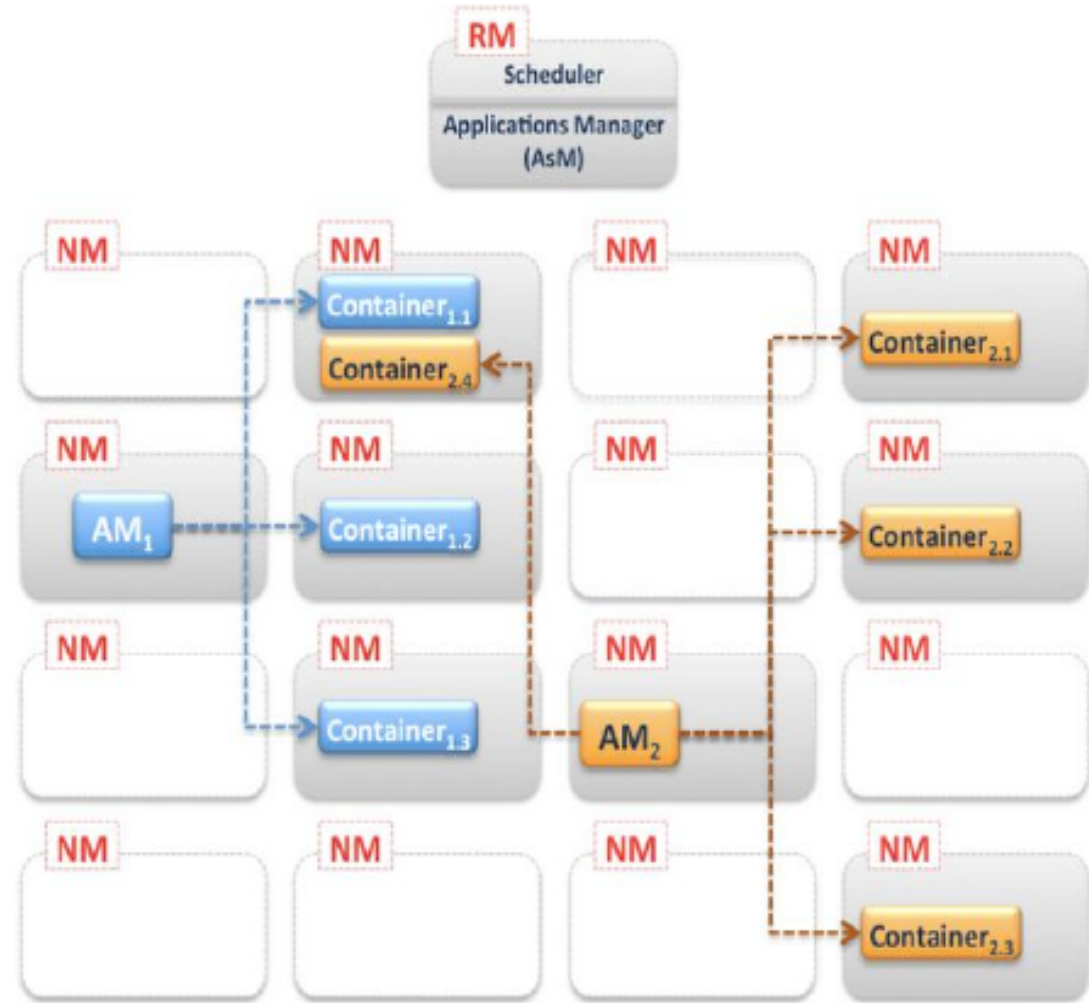 RM
Scheduler
Applications Manager
(AsM)
NM
NM
NM
NM
Container1.1
Container2.4
Container2.1
NM
NM
NM
NM
AM1
Container1.2
Container2.2
NM
NM
NM
NM
Container1.3
AM2
NM
NM
NM
NM
Container2.3